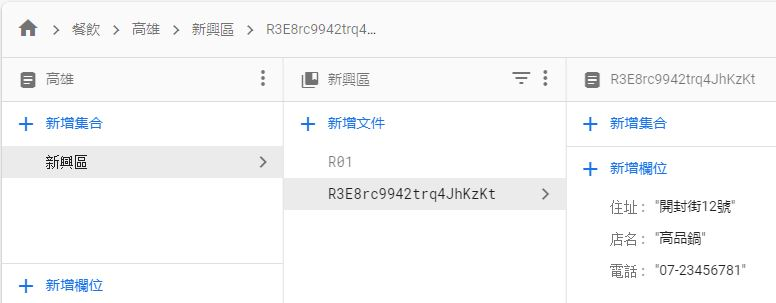 餐飲 高雄 新興區 R3E8rc9942trq4...
高雄
新增集合
新興區
新增欄位
新興區
新增文件
R01
R3E8rc9942trq4JhKzKt
R3E8rc9942trq4JhKzKt
新增集合
新增欄位
住址： "開封街12號"
店名： "高品鍋"
電話： "07-23456781"